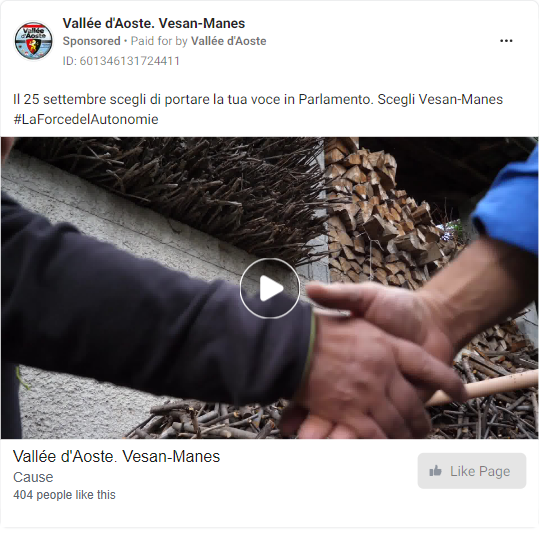 Vallée d'Aoste. Vesan-Manes
Sponsored • Paid for by Vallée d'Aoste
ID: 601346131724411
Il 25 settembre scegli di portare la tua voce in Parlamento. Scegli Vesan-Manes
#LaForcedelAutonomie
Vallée d'Aoste. Vesan-Manes
Cause
404 people like this
Like Page